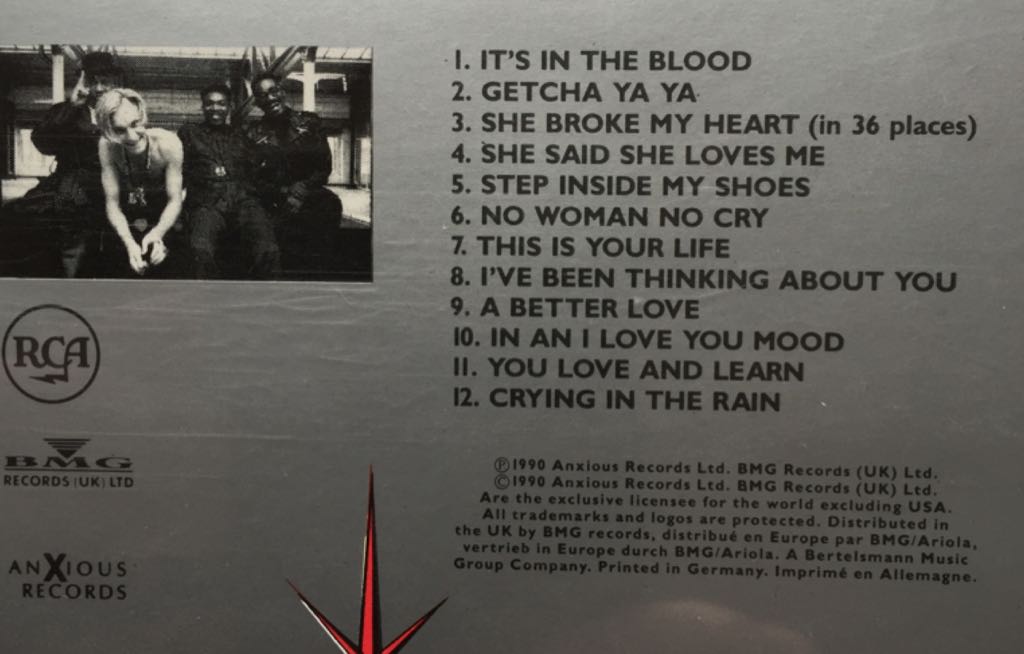 1. IT'S IN THE BLOOD
2. GETCHA YA YA
3. SHE BROKE MY HEART (in 36 places)
4. SHE SAID SHE LOVES ME
5. STEP INSIDE MY SHOES
6. NO WOMAN NO CRY
7. THIS IS YOUR LIFE
8. I'VE BEEN THINKING ABOUT YOU
9. A BETTER LOVE
10. IN AN I LOVE YOU MOOD
11. YOU LOVE AND LEARN
12. CRYING IN THE RAIN
RCA
BMG
RECORDS (UK) LTD
ANXIOUS
RECORDS
℗1990 Anxious Records Ltd. BMG Records (UK) Ltd.
©1990 Anxious Records Ltd. BMG Records (UK) Ltd.
Are the exclusive licensee for the world excluding USA.
All trademarks and logos are protected. Distributed in
the UK by BMG records, distribué en Europe par BMG/Ariola,
vertrieb in Europe durch BMG/Ariola. A Bertelsmann Music
Group Company. Printed in Germany. Imprimé en Allemagne.